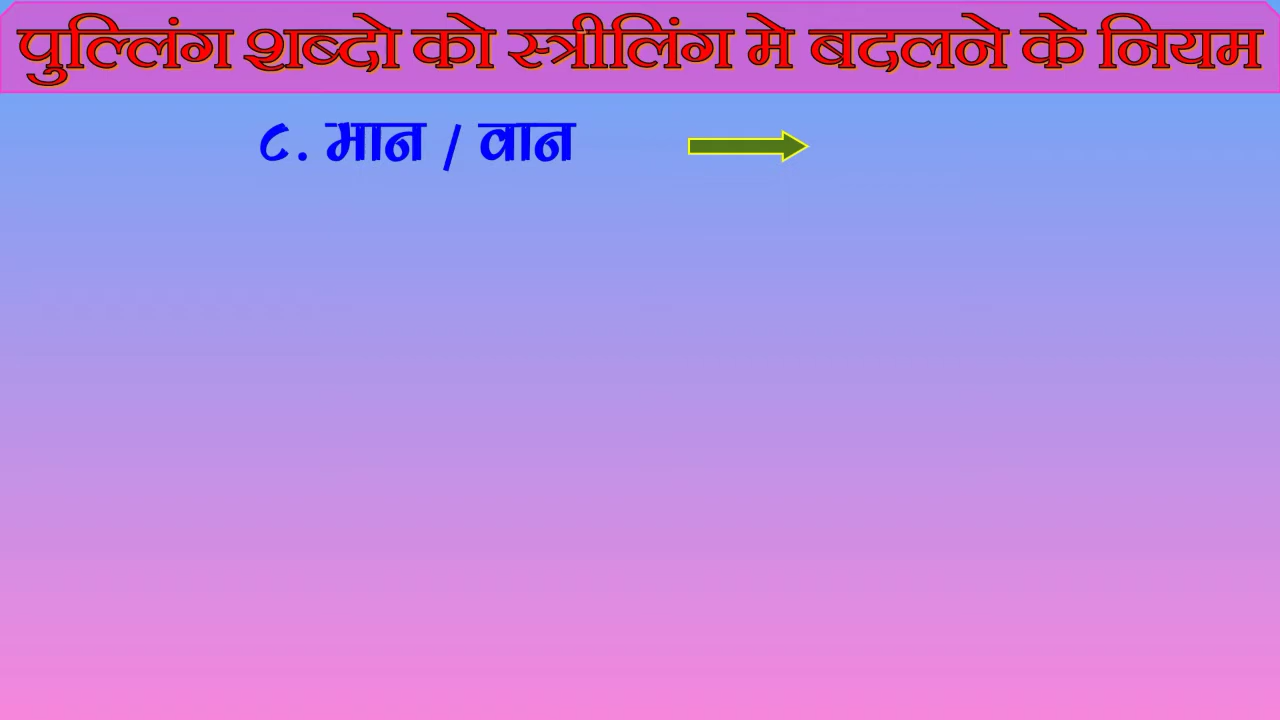 पुल्लिंग शब्दो को स्त्रीलिंग मे बदलने के नियम
८. मान / वान